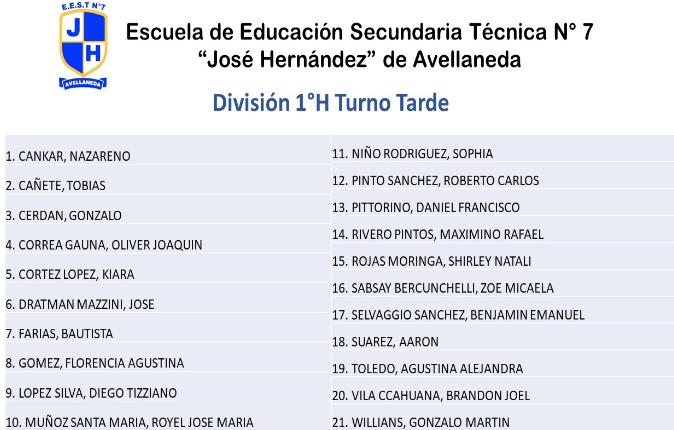 E.E.S.T N°7
J
H
AVELLANEDA
Escuela de Educación Secundaria Técnica N° 7
“José Hernández” de Avellaneda
División 1°H Turno Tarde
1. CANKAR, NAZARENO
2. CAÑETE, TOBIAS
3. CERDAN, GONZALO
4. CORREA GAUNA, OLIVER JOAQUIN
5. CORTEZ LOPEZ, KIARA
6. DRATMAN MAZZINI, JOSE
7. FARIAS, BAUTISTA
8. GOMEZ, FLORENCIA AGUSTINA
9. LOPEZ SILVA, DIEGO TIZZIANO
10. MUÑOZ SANTA MARIA, ROYEL JOSE MARIA
11. NIÑO RODRIGUEZ, SOPHIA
12. PINTO SANCHEZ, ROBERTO CARLOS
13. PITTORINO, DANIEL FRANCISCO
14. RIVERO PINTOS, MAXIMINO RAFAEL
15. ROJAS MORINGA, SHIRLEY NATALI
16. SABSAY BERCUNCHELLI, ZOE MICAELA
17. SELVAGGIO SANCHEZ, BENJAMIN EMANUEL
18. SUAREZ, AARON
19. TOLEDO, AGUSTINA ALEJANDRA
20. VILA CCAHUANA, BRANDON JOEL
21. WILLIANS, GONZALO MARTIN